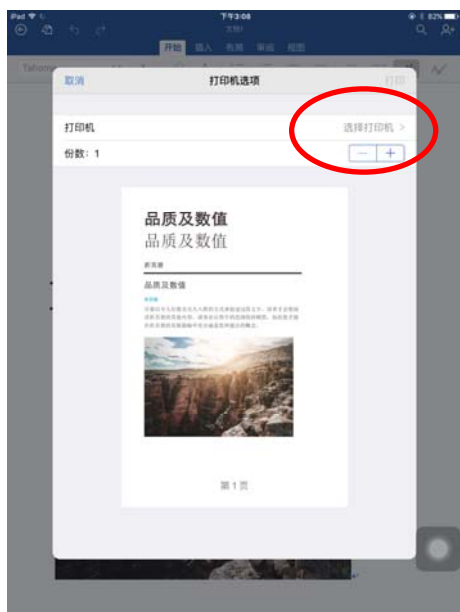 iPad 下午3:08 82%
文档1
开始 插入 布局 审阅 视图
Tahoma
取消 打印机选项 打印
打印机 选择打印机 >
份数：1 − +
品质及数值
品质及数值
品质及数值
第 1 页